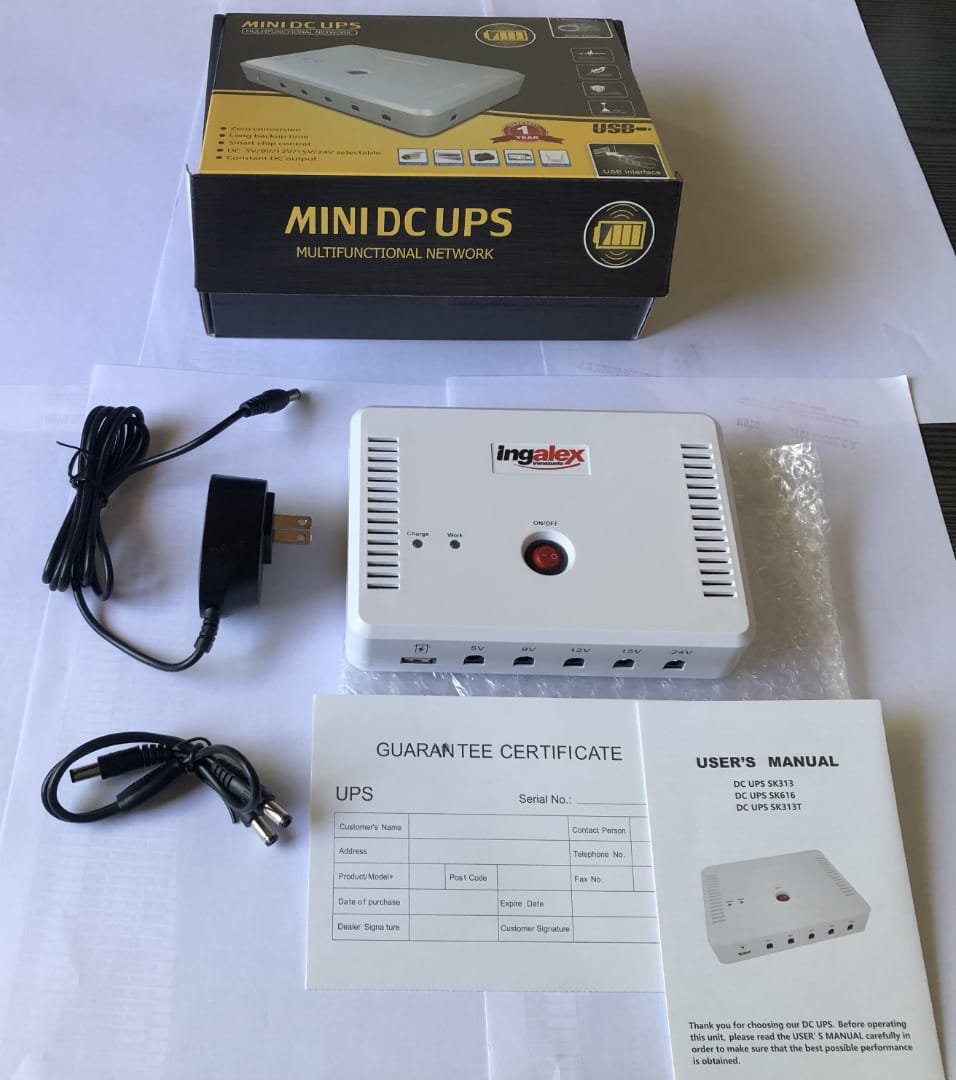 MINI DC UPS
MULTIFUNCTIONAL NETWORK
Zero conversion
Long backup time
Smart chip control
DC 5V/9V/12V/15V/24V selectable
Constant DC output
1
YEAR
USB
USB Interface
MINI DC UPS
MULTIFUNCTIONAL NETWORK
ingalex
venezuela
ON/OFF
Charge
Work
5V
9V
12V
15V
24V
GUARANTEE CERTIFICATE
UPS
Serial No.:
Customer's Name
Contact Person
Address
Telephone No.
Product/Model#
Post Code
Fax No.
Date of purchase
Expire Date
Dealer Signature
Customer Signature
USER'S MANUAL
DC UPS SK313
DC UPS SK616
DC UPS SK313T
Thank you for choosing our DC UPS. Before operating
this unit, please read the USER' S MANUAL carefully in
order to make sure that the best possible performance
is obtained.